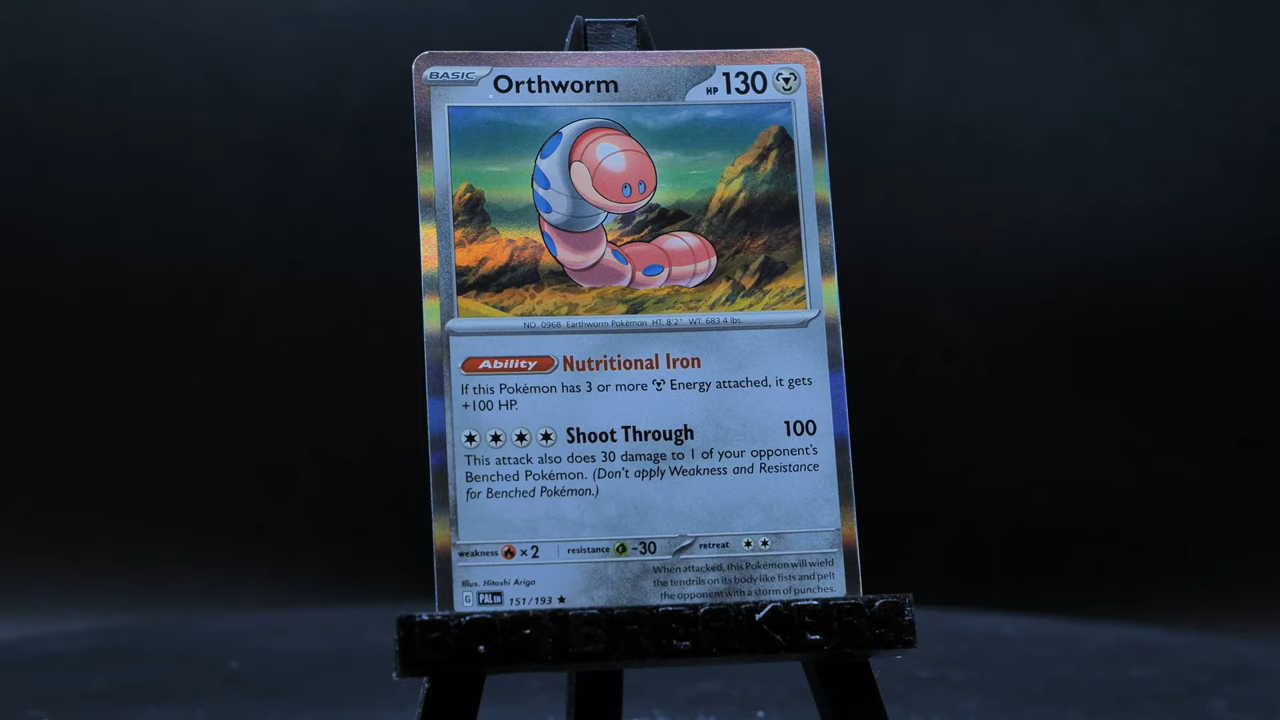 BASIC Orthworm HP 130
NO. 0968 Earthworm Pokémon HT: 8'2" WT: 683.4 lbs.
Ability Nutritional Iron
If this Pokémon has 3 or more Energy attached, it gets
+100 HP.
Shoot Through 100
This attack also does 30 damage to 1 of your opponent's
Benched Pokémon. (Don't apply Weakness and Resistance
for Benched Pokémon.)
weakness ×2 resistance -30 retreat
When attacked, this Pokémon will wield
the tendrils on its body like fists and pelt
the opponent with a storm of punches.
Illus. Hitoshi Ariga
G PAL EN 151/193 ★